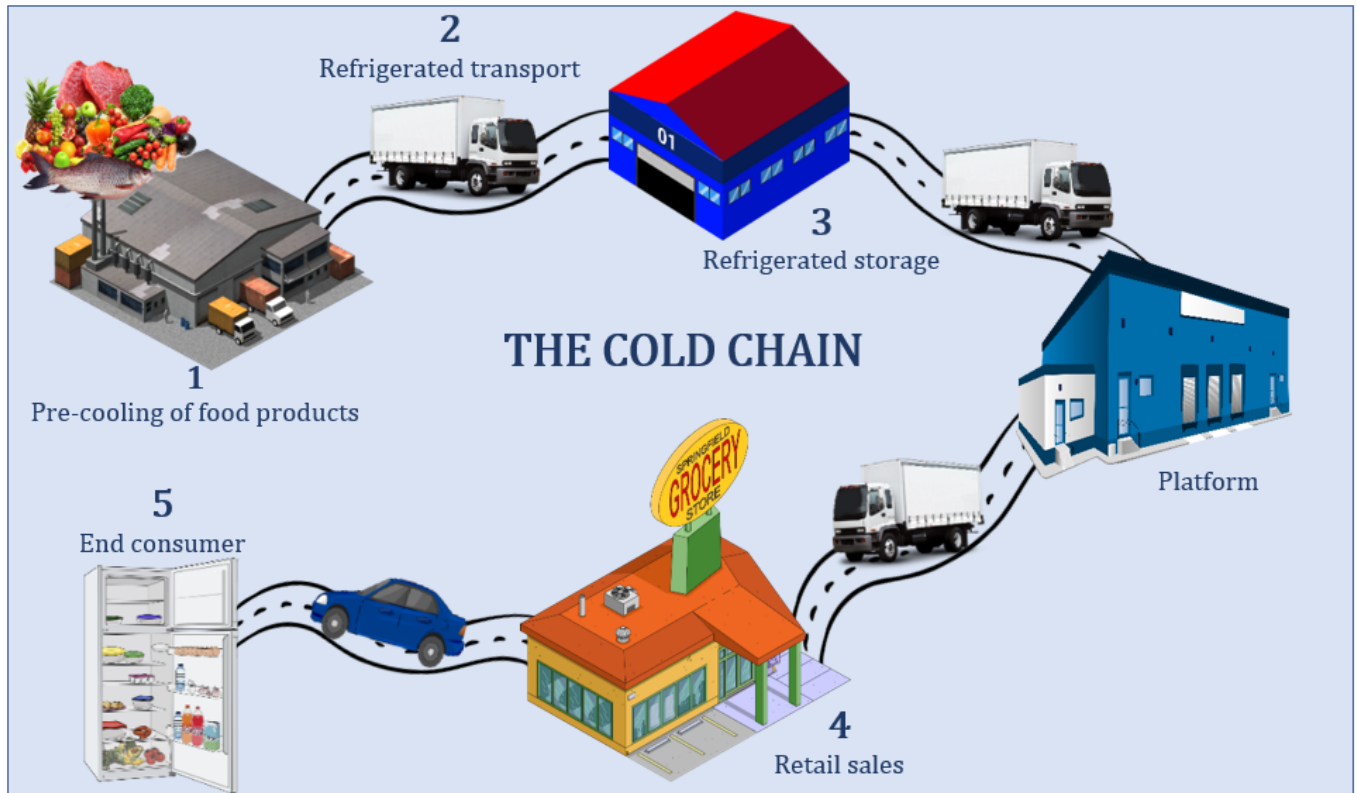 2
Refrigerated transport
01
3
Refrigerated storage
THE COLD CHAIN
1
Pre-cooling of food products
Platform
SPRINGFIELD
GROCERY
STORE
5
End consumer
4
Retail sales